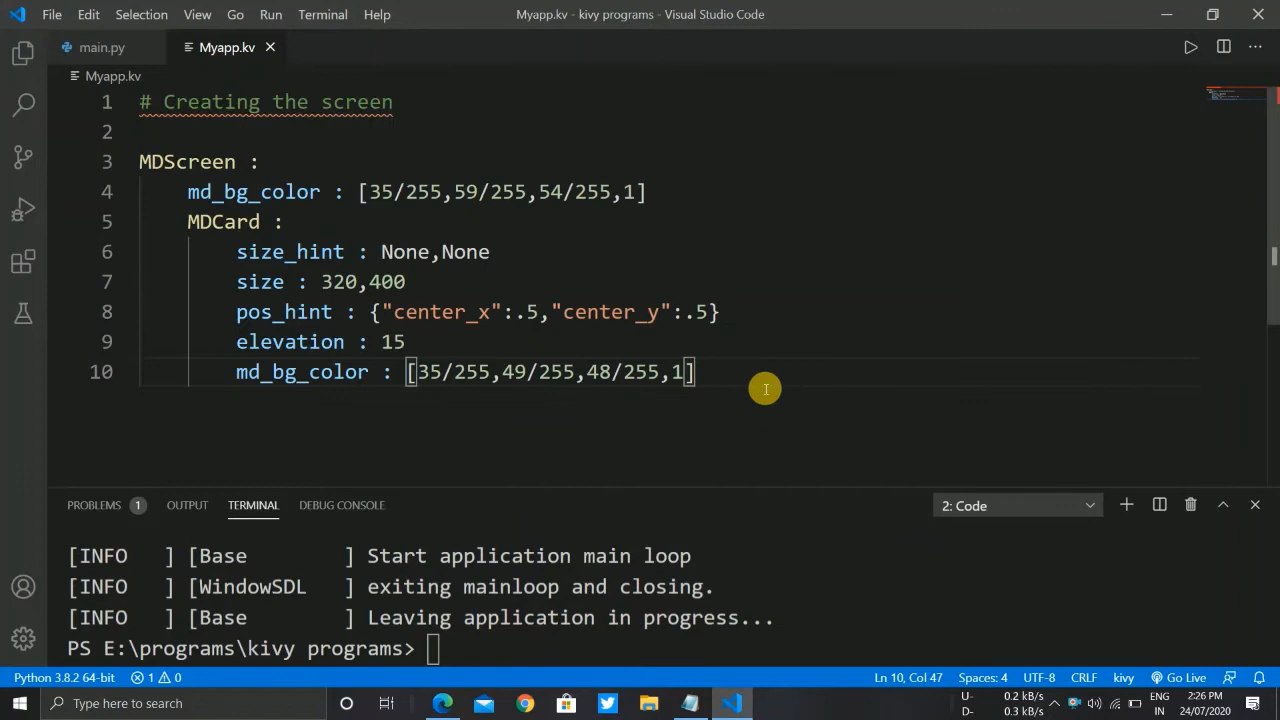 File Edit Selection View Go Run Terminal Help Myapp.kv - kivy programs - Visual Studio Code
main.py Myapp.kv
Myapp.kv
1 # Creating the screen
2
3 MDScreen :
4 md_bg_color : [35/255,59/255,54/255,1]
5 MDCard :
6 size_hint : None,None
7 size : 320,400
8 pos_hint : {"center_x":.5,"center_y":.5}
9 elevation : 15
10 md_bg_color : [35/255,49/255,48/255,1]
PROBLEMS 1 OUTPUT TERMINAL DEBUG CONSOLE 2: Code
[INFO ] [Base ] Start application main loop
[INFO ] [WindowSDL ] exiting mainloop and closing.
[INFO ] [Base ] Leaving application in progress...
PS E:\programs\kivy programs>
Python 3.8.2 64-bit 1 0 Ln 10, Col 47 Spaces: 4 UTF-8 CRLF kivy Go Live
Type here to search U- 0.2 kB/s ENG 2:26 PM
D- 0.3 kB/s IN 24/07/2020